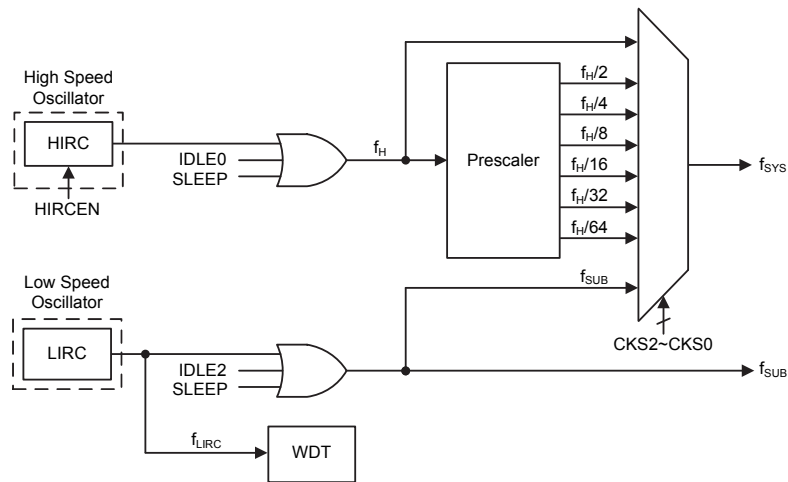 High Speed
Oscillator
HIRC
HIRCEN
IDLE0
SLEEP
fH
Prescaler
fH/2
fH/4
fH/8
fH/16
fH/32
fH/64
fSYS
CKS2~CKS0
Low Speed
Oscillator
LIRC
IDLE2
SLEEP
fSUB
fSUB
fLIRC
WDT